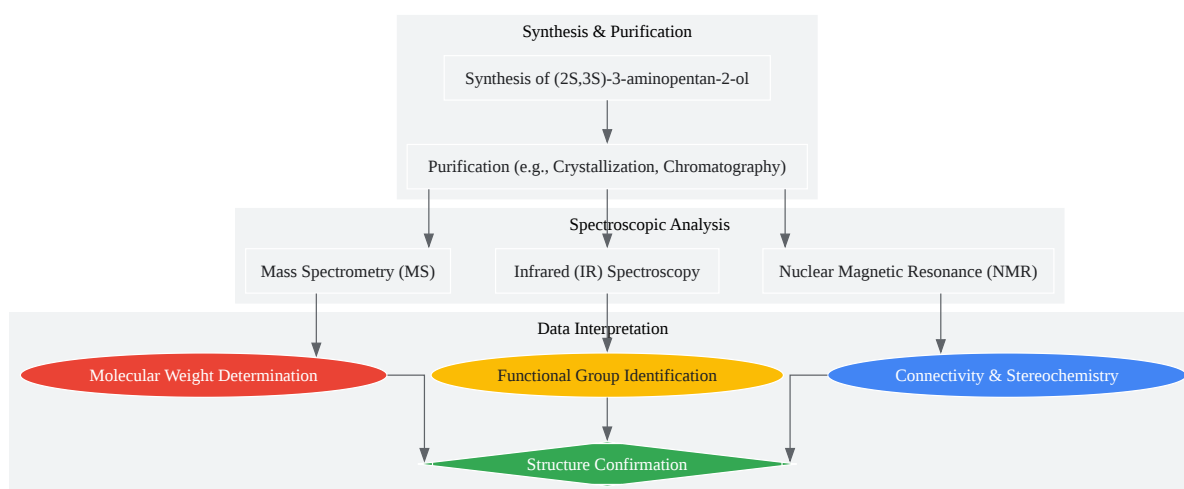 Synthesis & Purification
Synthesis of (2S,3S)-3-aminopentan-2-ol
Purification (e.g., Crystallization, Chromatography)
Spectroscopic Analysis
Mass Spectrometry (MS)
Infrared (IR) Spectroscopy
Nuclear Magnetic Resonance (NMR)
Data Interpretation
Molecular Weight Determination
Functional Group Identification
Connectivity & Stereochemistry
Structure Confirmation